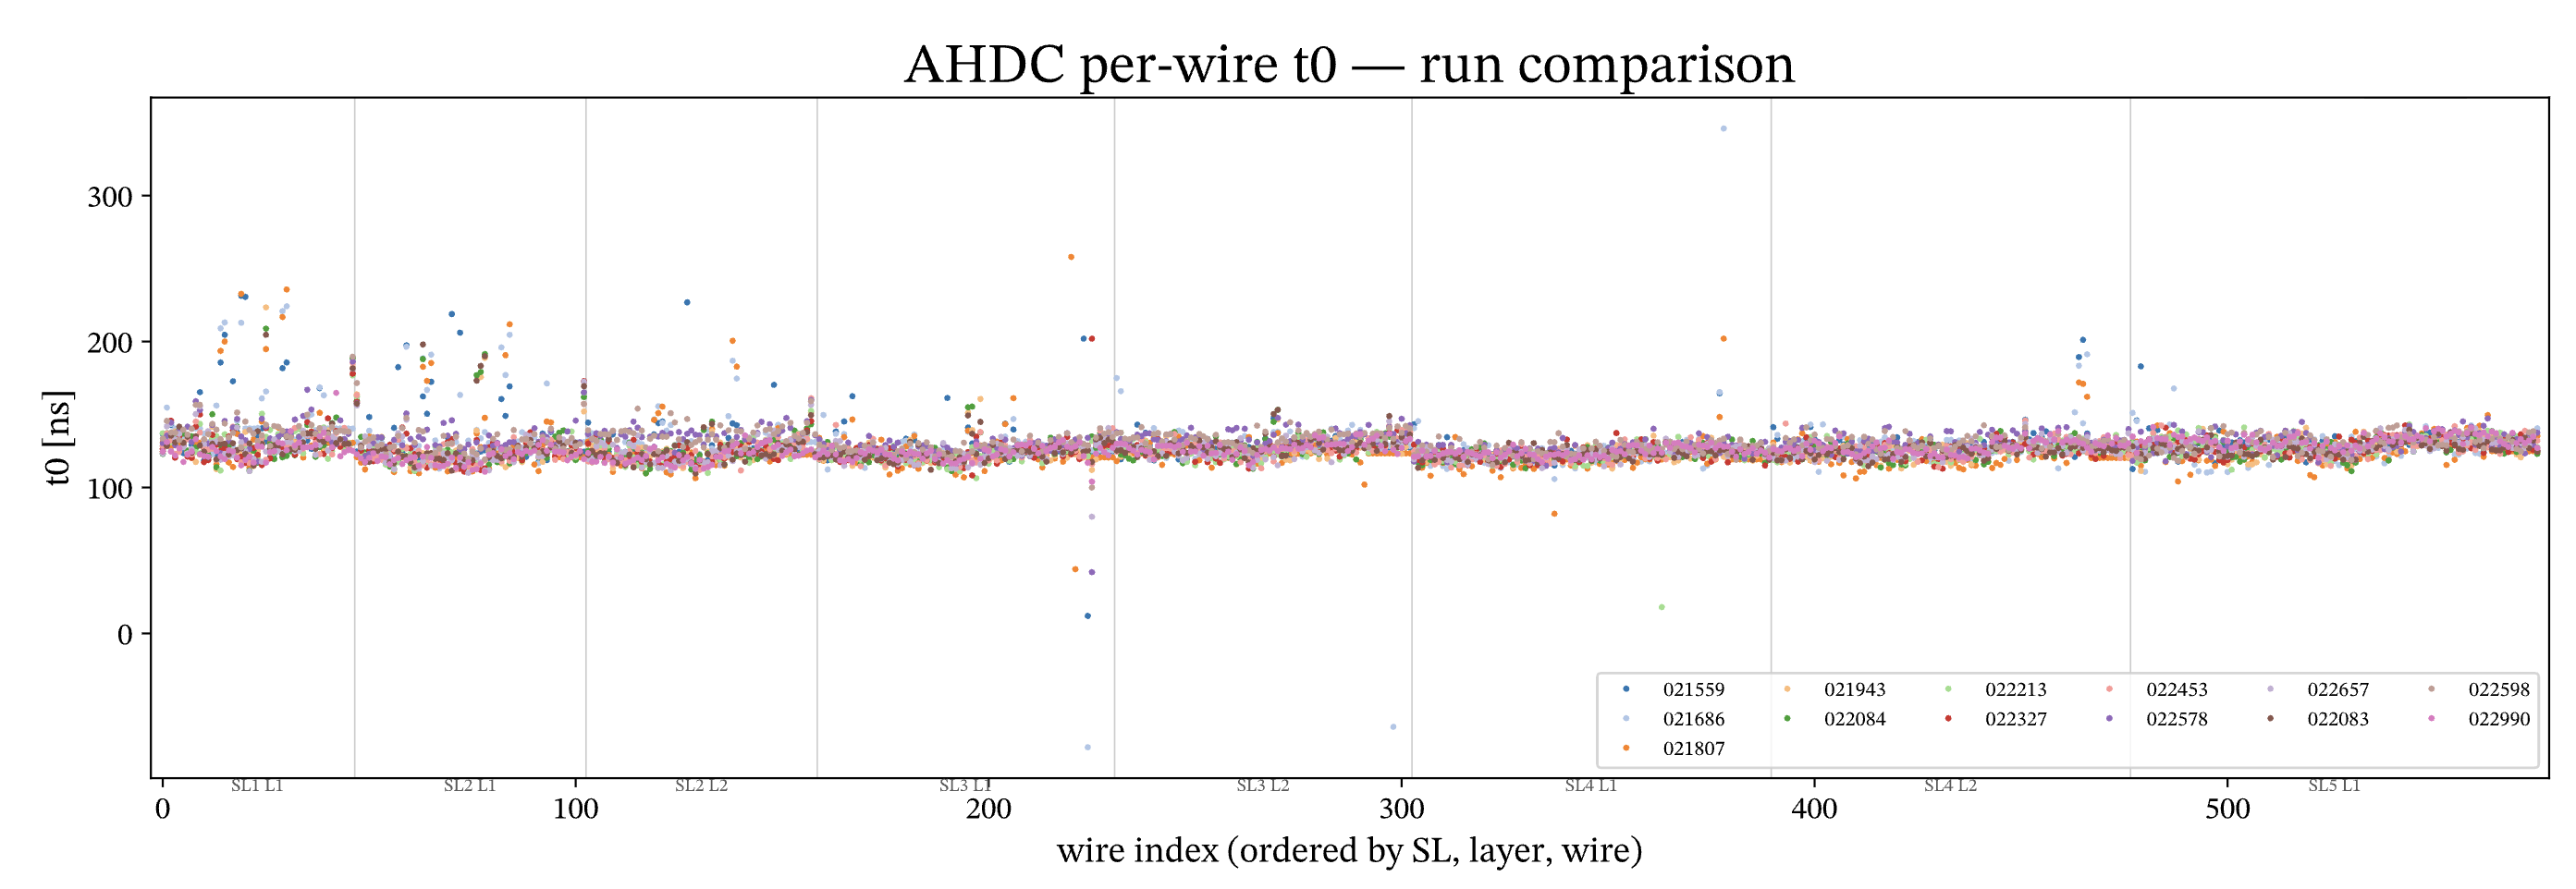 AHDC per-wire t0 — run comparison
t0 [ns]
300
200
100
0
021559 021943 022213 022453 022657 022598
021686 022084 022327 022578 022083 022990
021807
SL1 L1 SL2 L1 SL2 L2 SL3 L1 SL3 L2 SL4 L1 SL4 L2 SL5 L1
0 100 200 300 400 500
wire index (ordered by SL, layer, wire)